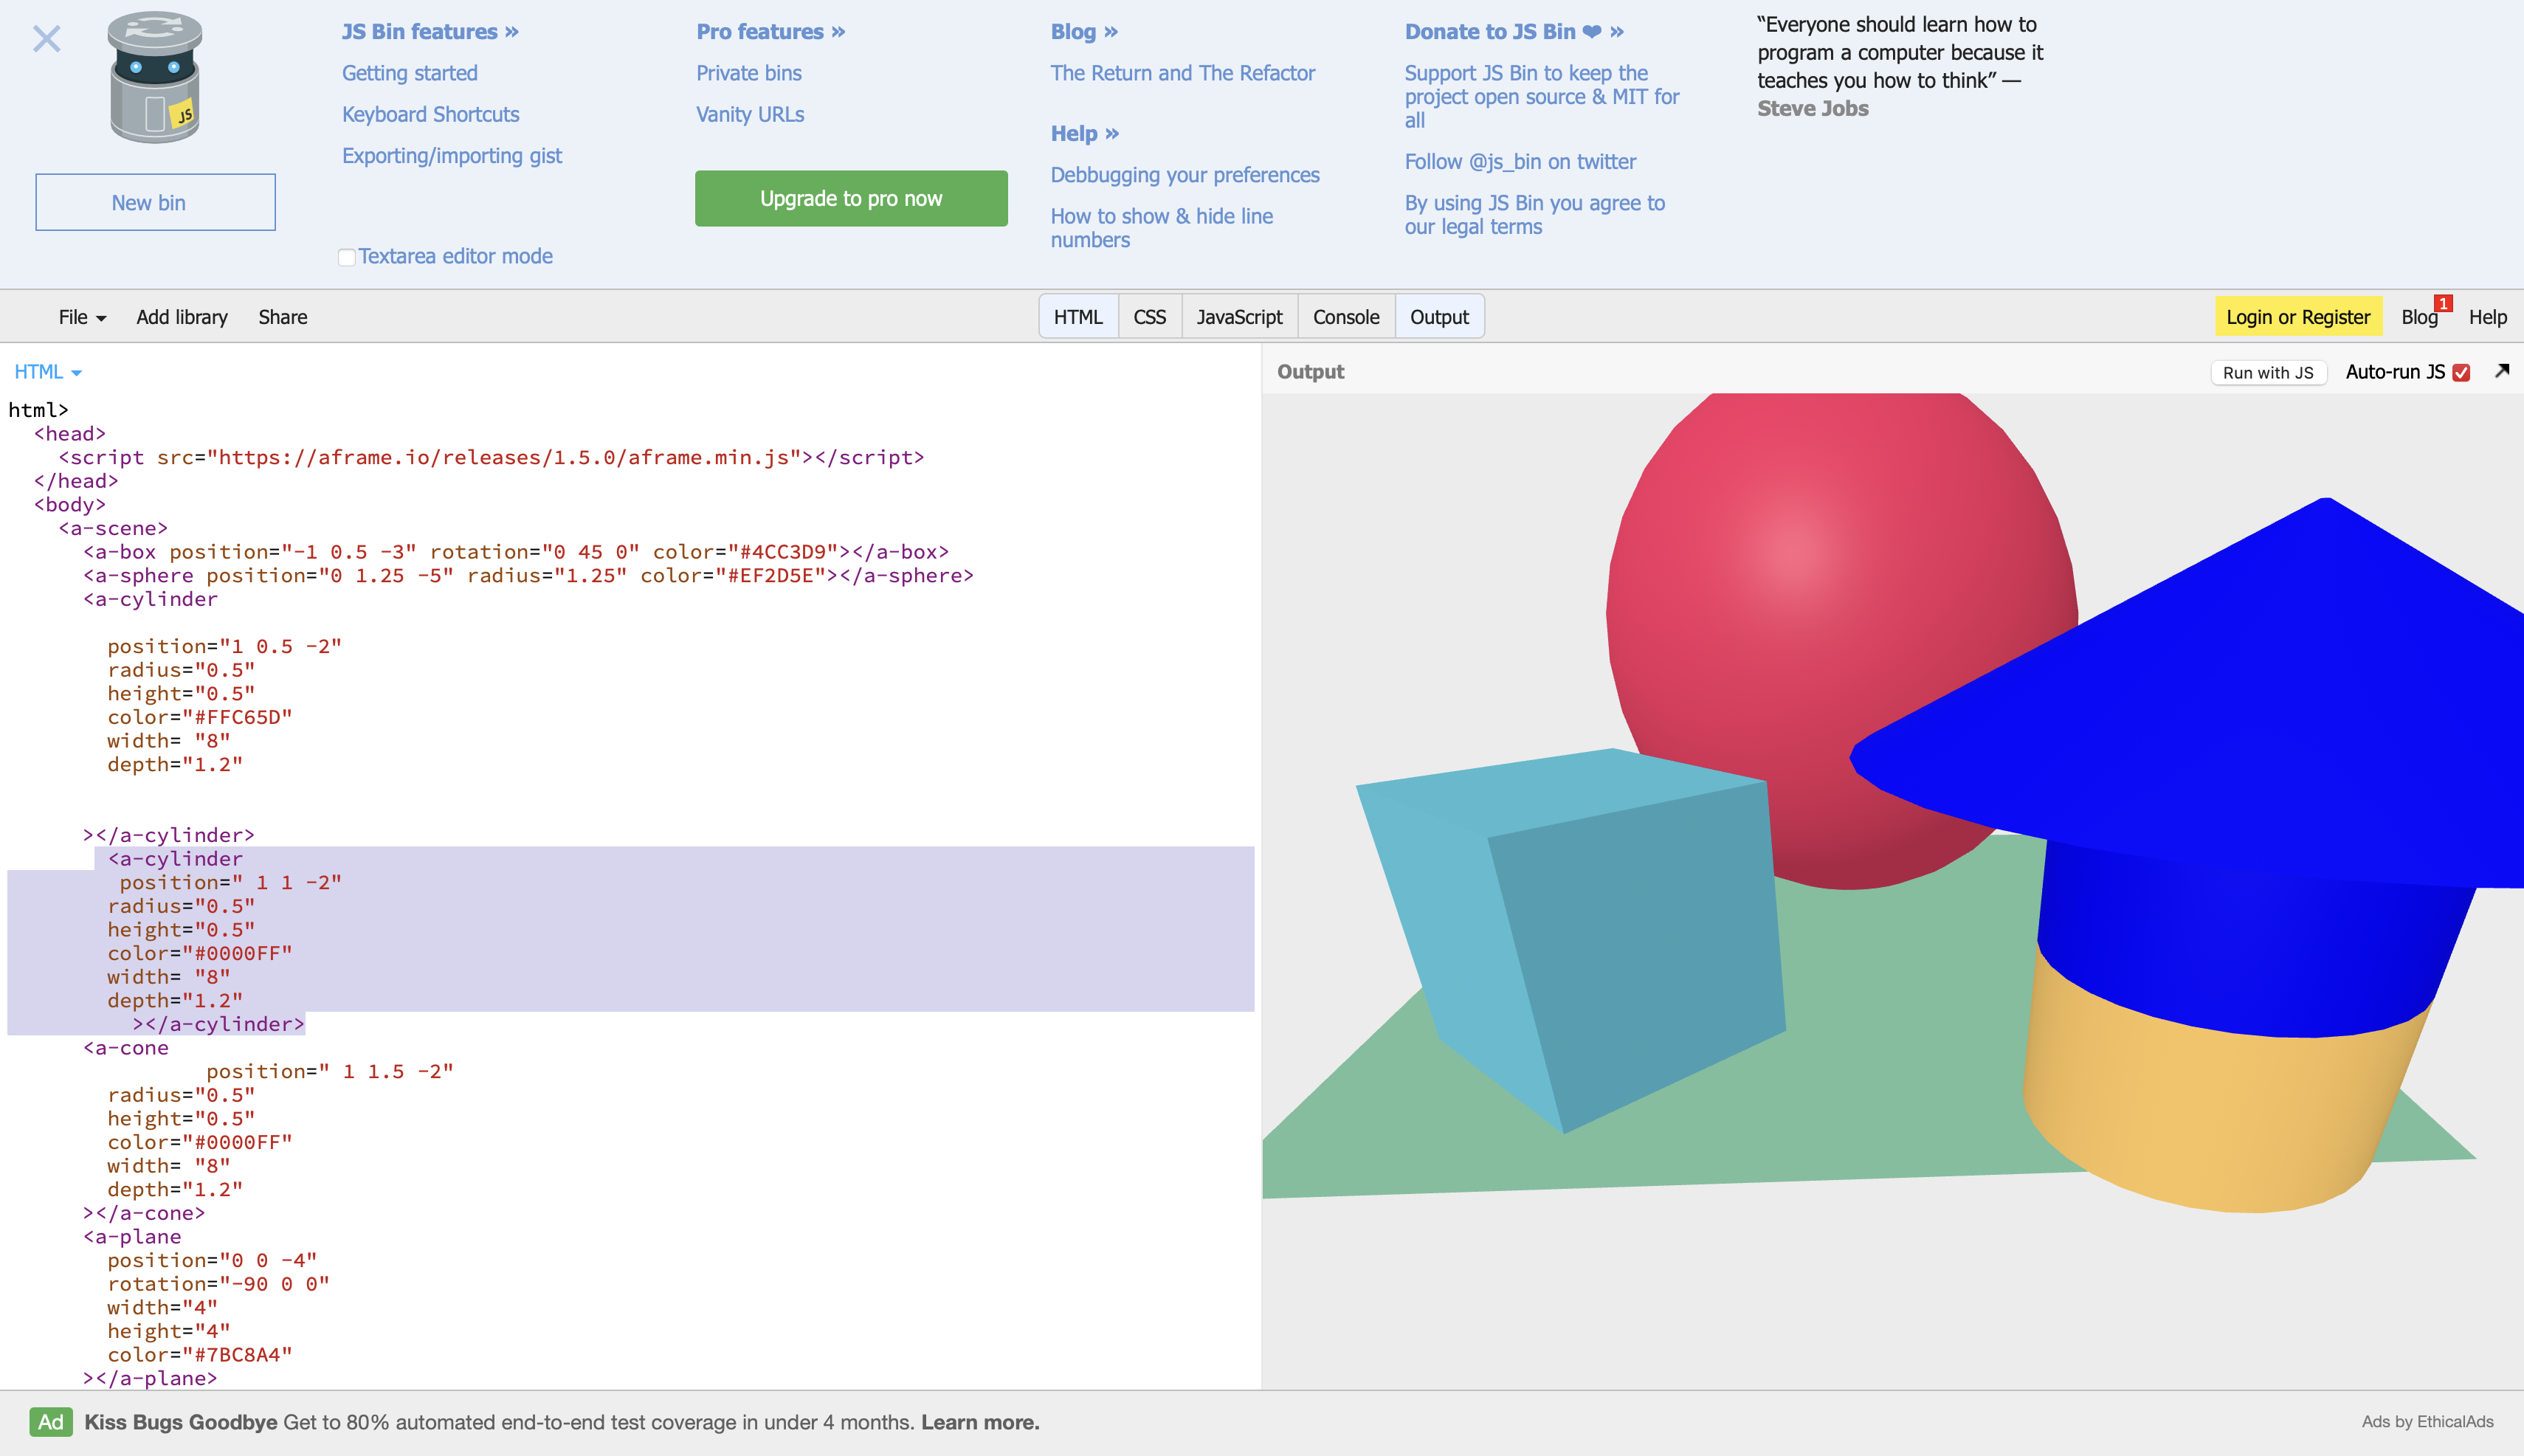 JS Bin features »
Getting started
Keyboard Shortcuts
Exporting/importing gist
Textarea editor mode
JS
New bin
Pro features »
Private bins
Vanity URLs
Upgrade to pro now
Blog »
The Return and The Refactor
Help »
Debbugging your preferences
How to show & hide line
numbers
Donate to JS Bin ❤ »
Support JS Bin to keep the
project open source & MIT for
all
Follow @js_bin on twitter
By using JS Bin you agree to
our legal terms
“Everyone should learn how to
program a computer because it
teaches you how to think” —
Steve Jobs
File Add library Share HTML CSS JavaScript Console Output Login or Register Blog 1 Help
HTML
Output Run with JS Auto-run JS
html>
<head>
<script src="https://aframe.io/releases/1.5.0/aframe.min.js"></script>
</head>
<body>
<a-scene>
<a-box position="-1 0.5 -3" rotation="0 45 0" color="#4CC3D9"></a-box>
<a-sphere position="0 1.25 -5" radius="1.25" color="#EF2D5E"></a-sphere>
<a-cylinder
position="1 0.5 -2"
radius="0.5"
height="0.5"
color="#FFC65D"
width= "8"
depth="1.2"
></a-cylinder>
<a-cylinder
position=" 1 1 -2"
radius="0.5"
height="0.5"
color="#0000FF"
width= "8"
depth="1.2"
></a-cylinder>
<a-cone
position=" 1 1.5 -2"
radius="0.5"
height="0.5"
color="#0000FF"
width= "8"
depth="1.2"
></a-cone>
<a-plane
position="0 0 -4"
rotation="-90 0 0"
width="4"
height="4"
color="#7BC8A4"
></a-plane>
Ad Kiss Bugs Goodbye Get to 80% automated end-to-end test coverage in under 4 months. Learn more.
Ads by EthicalAds